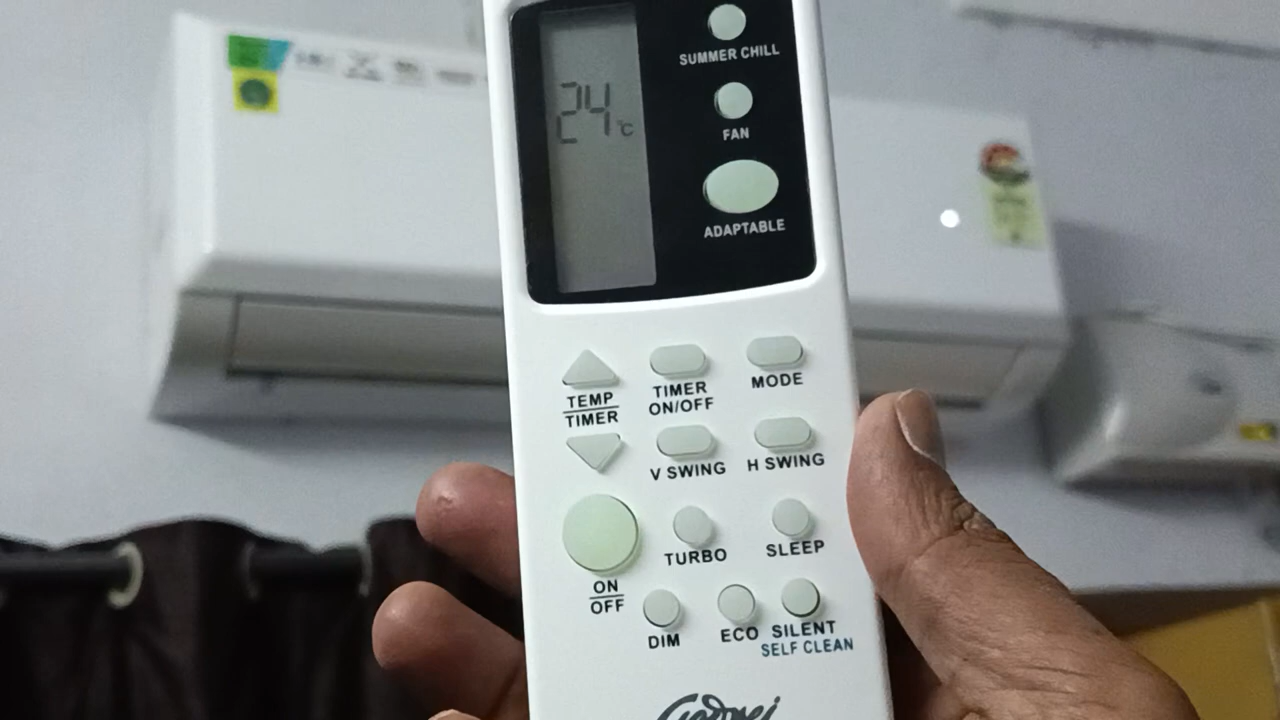 24°C
SUMMER CHILL
FAN
ADAPTABLE
TEMP
TIMER
TIMER
ON/OFF
MODE
V SWING
H SWING
ON
OFF
TURBO
SLEEP
DIM
ECO
SILENT
SELF CLEAN
Godrej